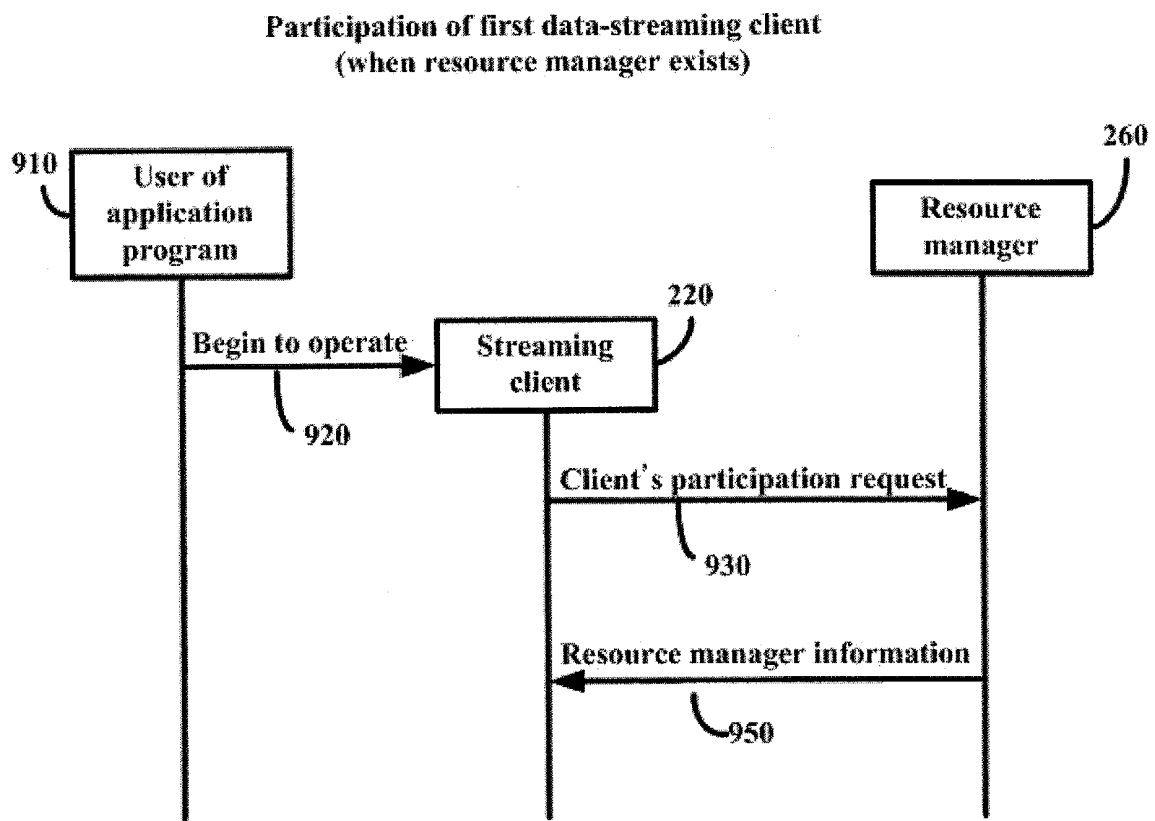 Participation of first data-streaming client
(when resource manager exists)
910
User of
application
program
260
Resource
manager
220
Begin to operate
Streaming
client
920
Client's participation request
930
Resource manager information
950